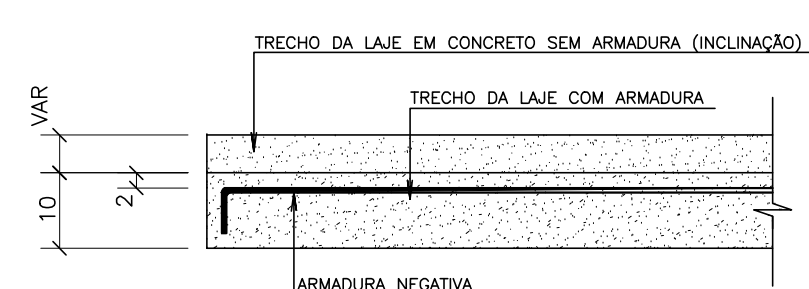 TRECHO DA LAJE EM CONCRETO SEM ARMADURA (INCLINAÇÃO)
TRECHO DA LAJE COM ARMADURA
VAR
10
2
ARMADURA NEGATIVA